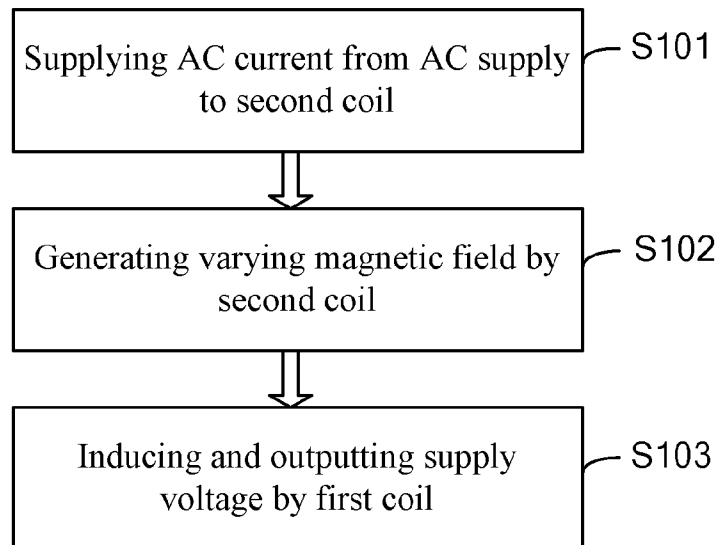 Supplying AC current from AC supply
to second coil
S101
Generating varying magnetic field by
second coil
S102
Inducing and outputting supply
voltage by first coil
S103